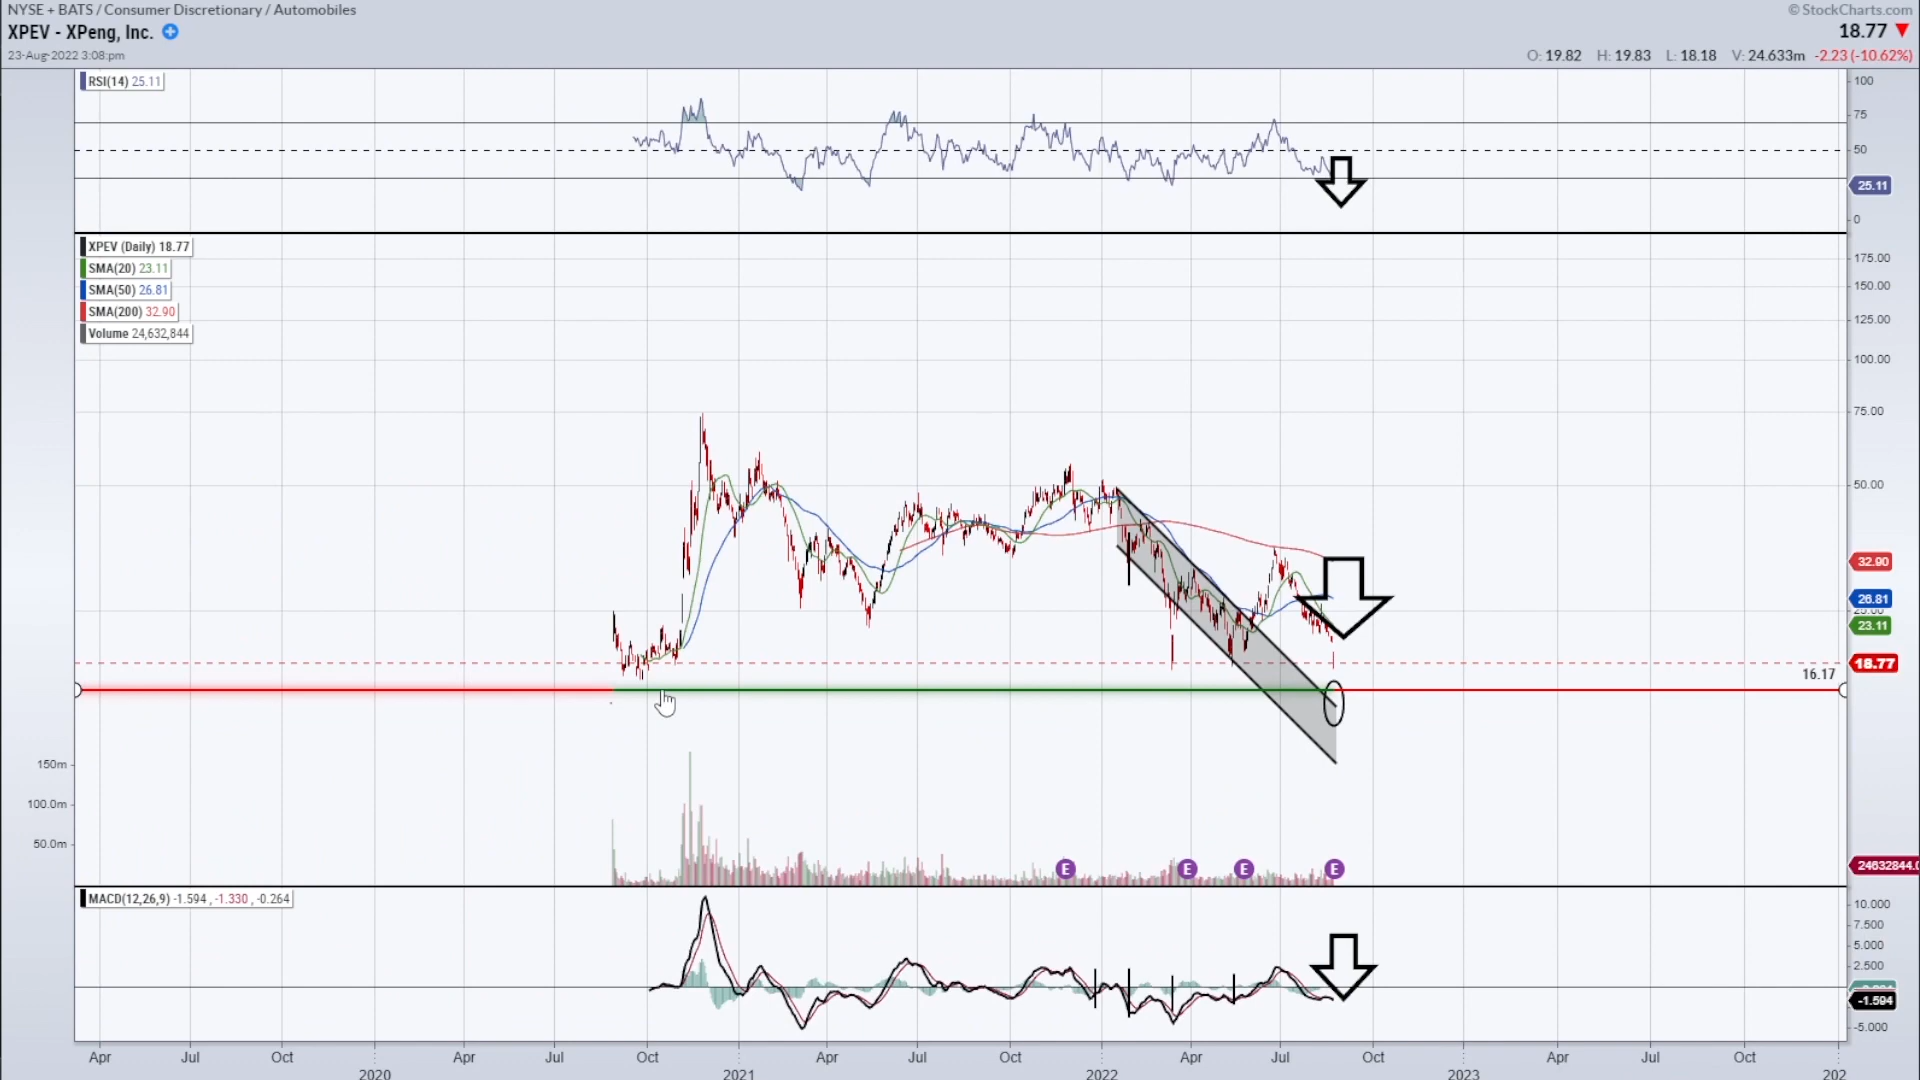 NYSE + BATS / Consumer Discretionary / Automobiles
© StockCharts.com
XPEV - XPeng, Inc.
18.77
23-Aug-2022 3:08:pm
O: 19.82 H: 19.83 L: 18.18 V: 24.633m -2.23 (-10.62%)
RSI(14) 25.11
100
75
50
25.11
0
XPEV (Daily) 18.77
SMA(20) 23.11
SMA(50) 26.81
SMA(200) 32.90
Volume 24,632,844
175.00
150.00
125.00
100.00
75.00
50.00
32.90
26.81
25.00
23.11
18.77
16.17
150m
100.0m
50.0m
E E E E
24632844.0
MACD(12,26,9) -1.594 , -1.330 , -0.264
10.000
7.500
5.000
2.500
-1.594
-5.000
Apr Jul Oct Apr Jul Oct Apr Jul Oct Apr Jul Oct Apr Jul Oct
2020 2021 2022 2023